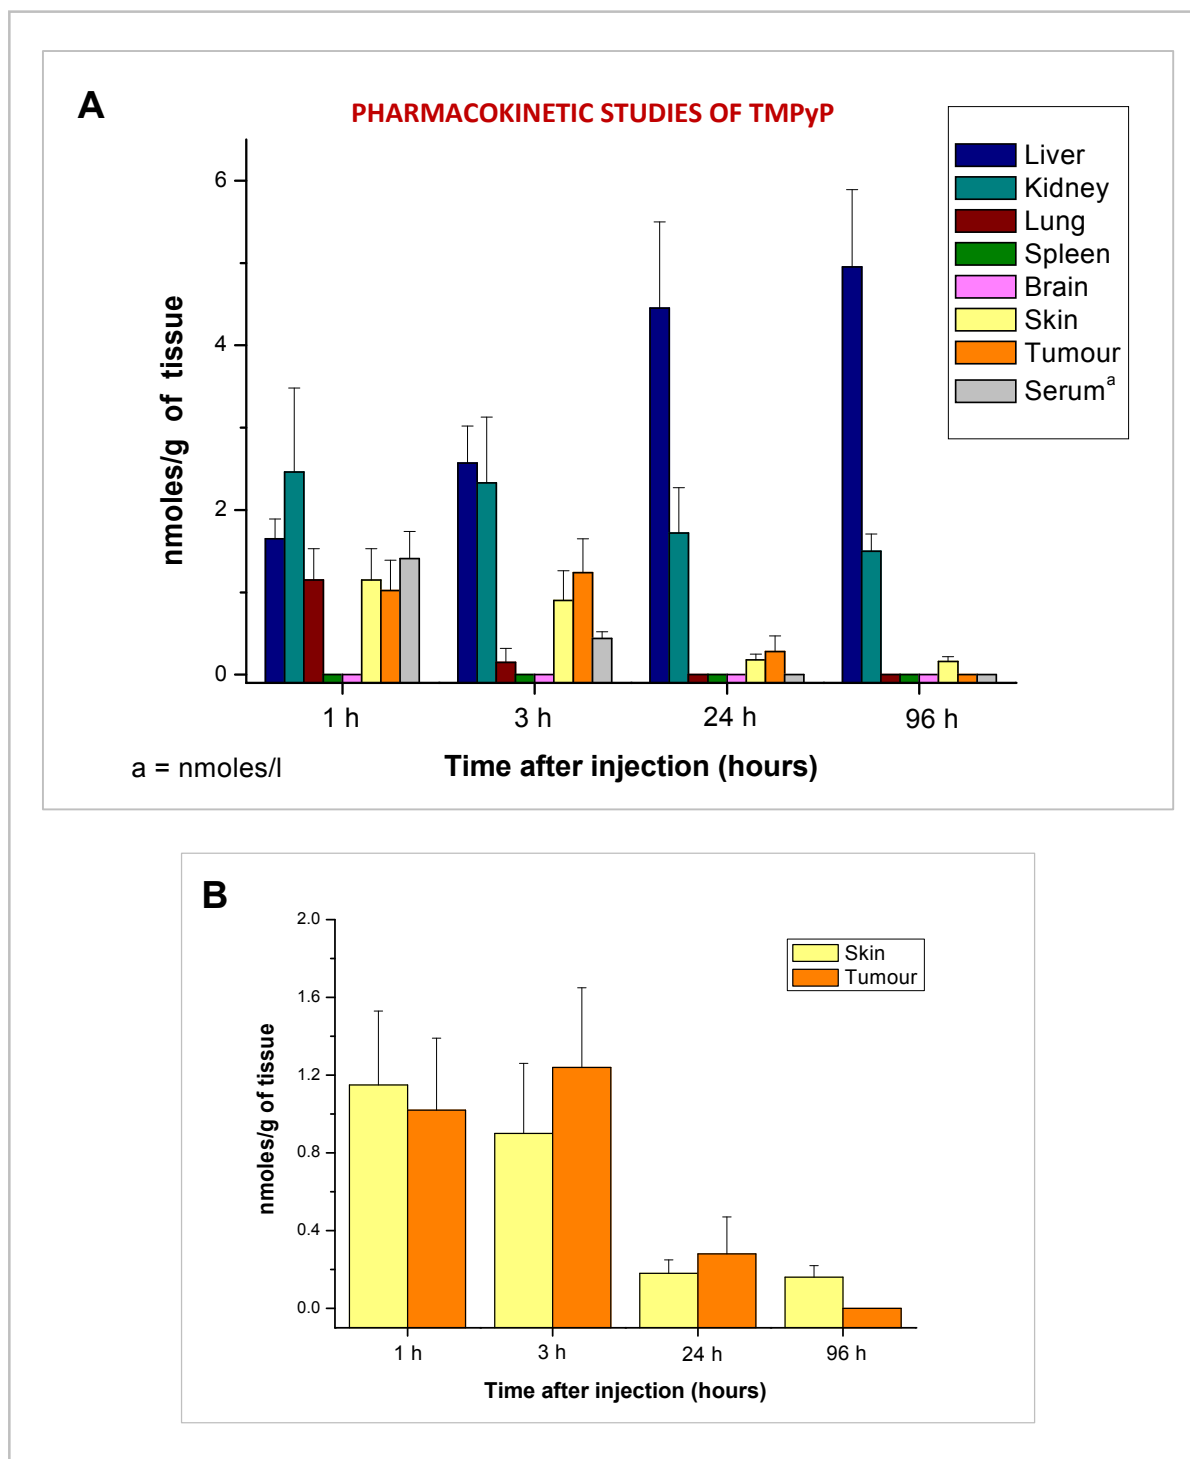 A
PHARMACOKINETIC STUDIES OF TMPyP
Liver
Kidney
Lung
Spleen
Brain
Skin
Tumour
Serumᵃ
nmoles/g of tissue
6
4
2
0
1 h 3 h 24 h 96 h
a = nmoles/l
Time after injection (hours)
B
Skin
Tumour
nmoles/g of tissue
2.0
1.6
1.2
0.8
0.4
0.0
1 h 3 h 24 h 96 h
Time after injection (hours)